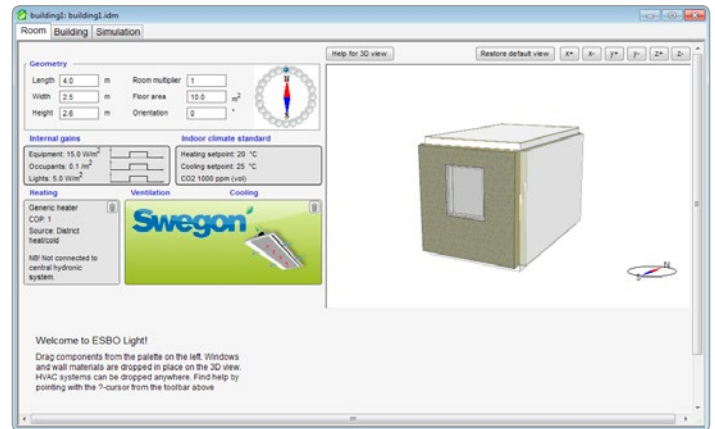 building1: building1.idm
Room Building Simulation
Help for 3D view
Restore default view
x+ x- y+ y- z+ z-
Geometry
Length 4.0 m Room multiplier 1
Width 2.5 m Floor area 10.0 m2
Height 2.6 m Orientation 0 °
N
S
Internal gains
Equipment: 15.0 W/m2
Occupants: 0.1 /m2
Lights: 5.0 W/m2
Indoor climate standard
Heating setpoint: 20 °C
Cooling setpoint: 25 °C
CO2 1000 ppm (vol)
Heating Ventilation Cooling
Generic heater
COP: 1
Source: District
heat/cold
NB! Not connected to
central hydronic
system.
Swegon
N
S
Welcome to ESBO Light!
Drag components from the palette on the left. Windows
and wall materials are dropped in place on the 3D view.
HVAC systems can be dropped anywhere. Find help by
pointing with the ?-cursor from the toolbar above